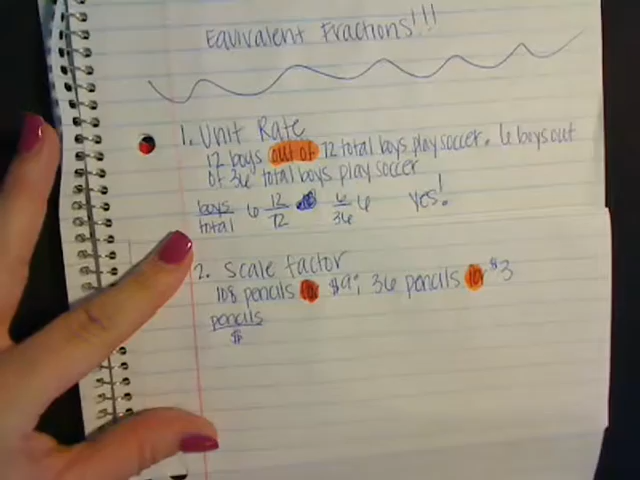 Equivalent Fractions!!!
1. Unit Rate
12 boys out of 72 total boys play soccer. 6 boys out
of 36 total boys play soccer
boys 6 12 6 6 yes!
total 72 36
2. Scale factor
108 pencils for $9; 36 pencils for $3
pencils
$